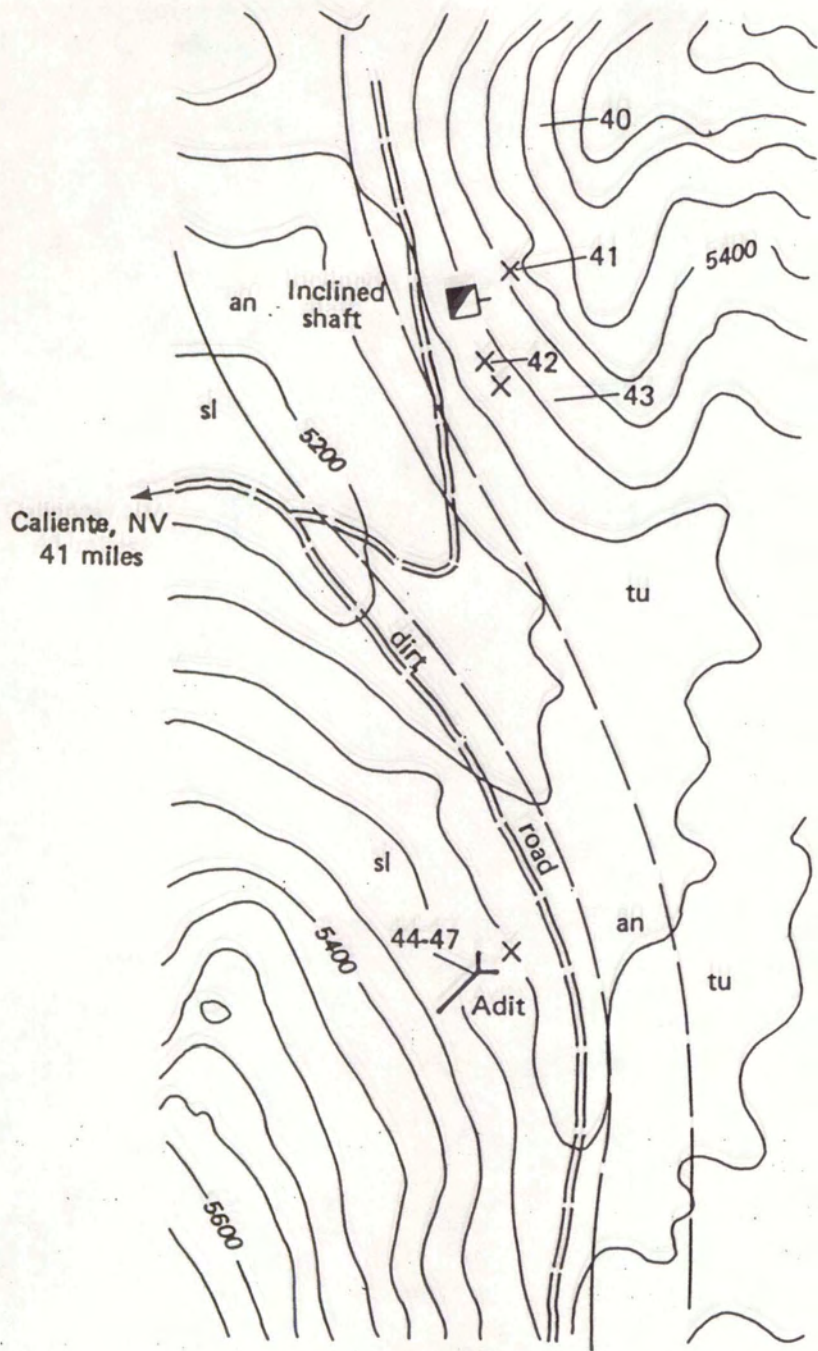 40
41
5400
an
Inclined
shaft
42
43
sl
5200
Caliente, NV
41 miles
tu
dirt
road
sl
an
5400
44-47
tu
Adit
5600